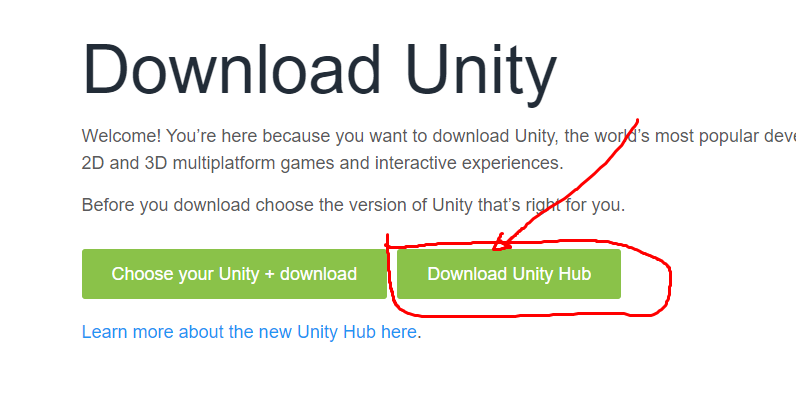 Download Unity
Welcome! You’re here because you want to download Unity, the world’s most popular
2D and 3D multiplatform games and interactive experiences.
Before you download choose the version of Unity that’s right for you.
Choose your Unity + download
Download Unity Hub
Learn more about the new Unity Hub here.